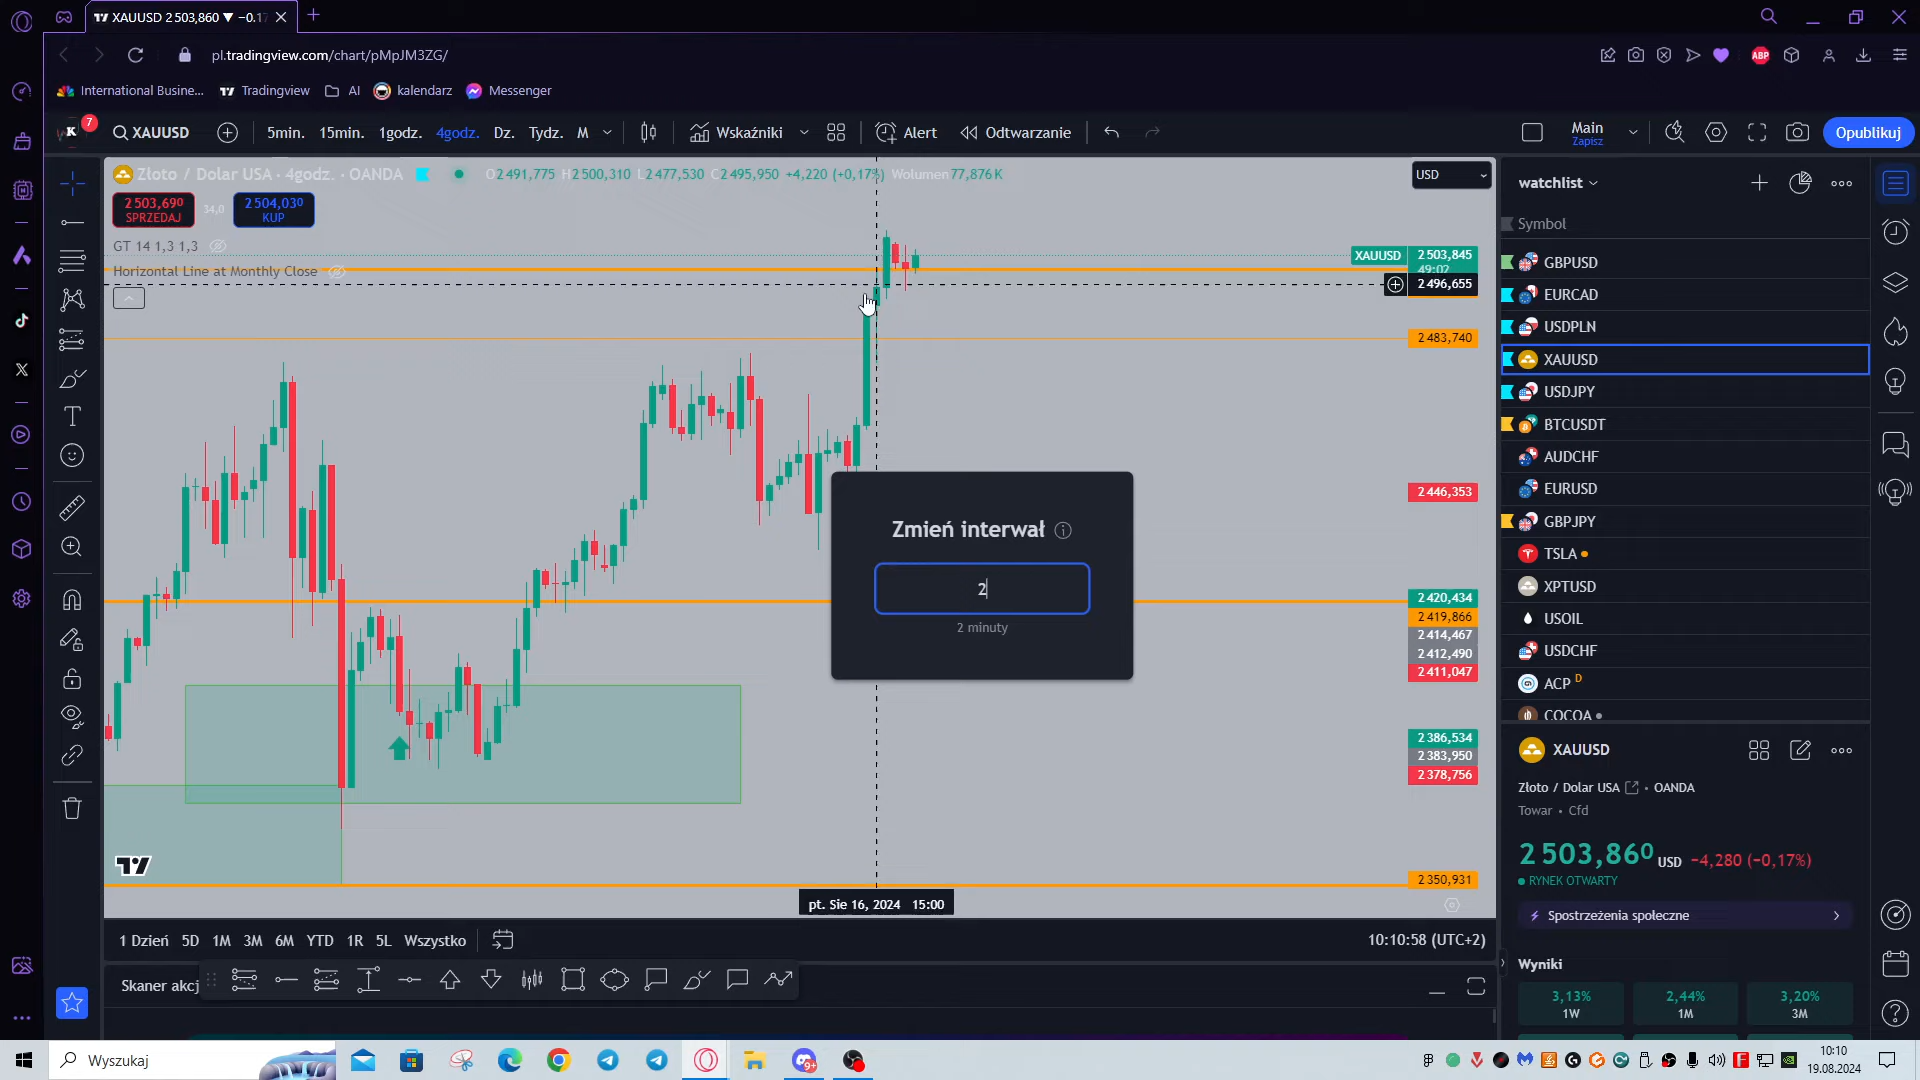 XAUUSD 2 503,860 ▼ −0.1
pl.tradingview.com/chart/pMpJM3ZG/
International Busine... Tradingview AI kalendarz Messenger
K 7 XAUUSD 5min. 15min. 1godz. 4godz. Dz. Tydz. M Wskaźniki Alert Odtwarzanie Main Zapisz Opublikuj
Złoto / Dolar USA · 4godz. · OANDA O2 491,775 H2 500,310 L2 477,530 C2 495,950 +4,220 (+0,17%) Wolumen 77,876 K
USD
2 503,690 SPRZEDAJ 34,0 2 504,030 KUP
GT 14 1,3 1,3
Horizontal Line at Monthly Close
XAUUSD 2 503,845
49:02
2 496,655
2 483,740
2 446,353
2 420,434
2 419,866
2 414,467
2 412,490
2 411,047
2 386,534
2 383,950
2 378,756
2 350,931
Zmień interwał
2
2 minuty
pt. Sie 16, 2024 15:00
1 Dzień 5D 1M 3M 6M YTD 1R 5L Wszystko
10:10:58 (UTC+2)
Skaner akcj
watchlist
Symbol
GBPUSD
EURCAD
USDPLN
XAUUSD
USDJPY
BTCUSDT
AUDCHF
EURUSD
GBPJPY
TSLA
XPTUSD
USOIL
USDCHF
ACP D
COCOA
XAUUSD
Złoto / Dolar USA • OANDA
Towar • Cfd
2 503,860 USD −4,280 (−0,17%)
RYNEK OTWARTY
Spostrzeżenia społeczne
Wyniki
3,13% 2,44% 3,20%
1W 1M 3M
Wyszukaj
9+
10:10
19.08.2024